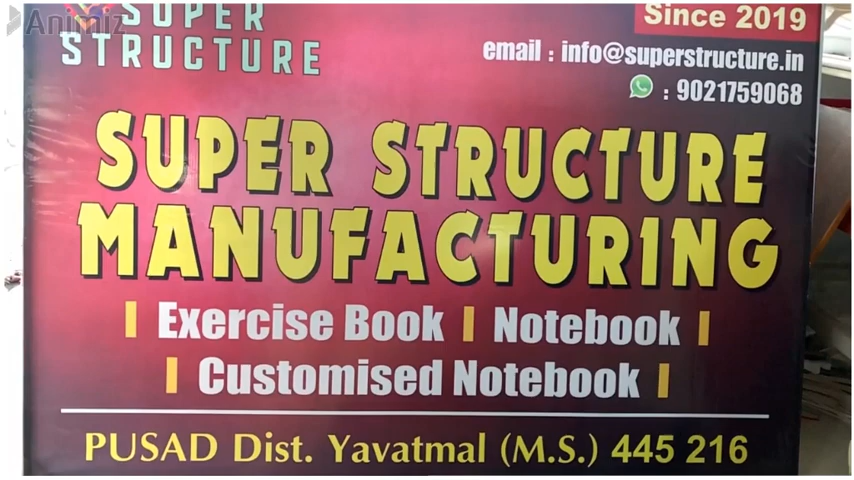 Animiz
SUPER
STRUCTURE
Since 2019
email : info@superstructure.in
: 9021759068
SUPER STRUCTURE
MANUFACTURING
| Exercise Book | Notebook |
| Customised Notebook |
PUSAD Dist. Yavatmal (M.S.) 445 216